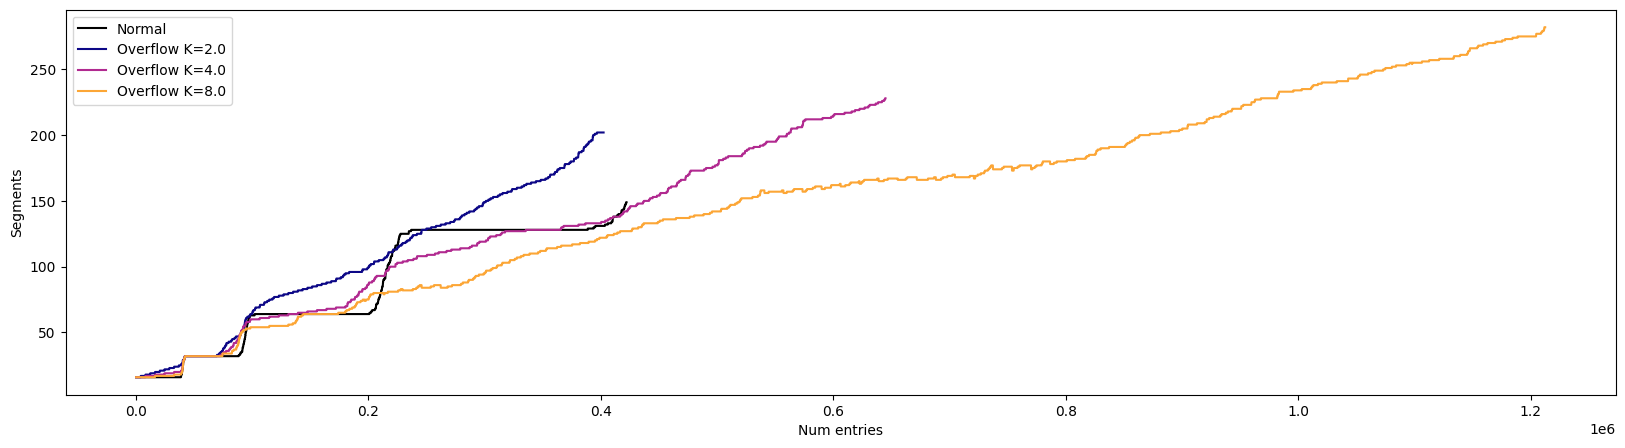 Normal
Overflow K=2.0
Overflow K=4.0
Overflow K=8.0
250
200
150
100
50
Segments
0.0 0.2 0.4 0.6 0.8 1.0 1.2
1e6
Num entries